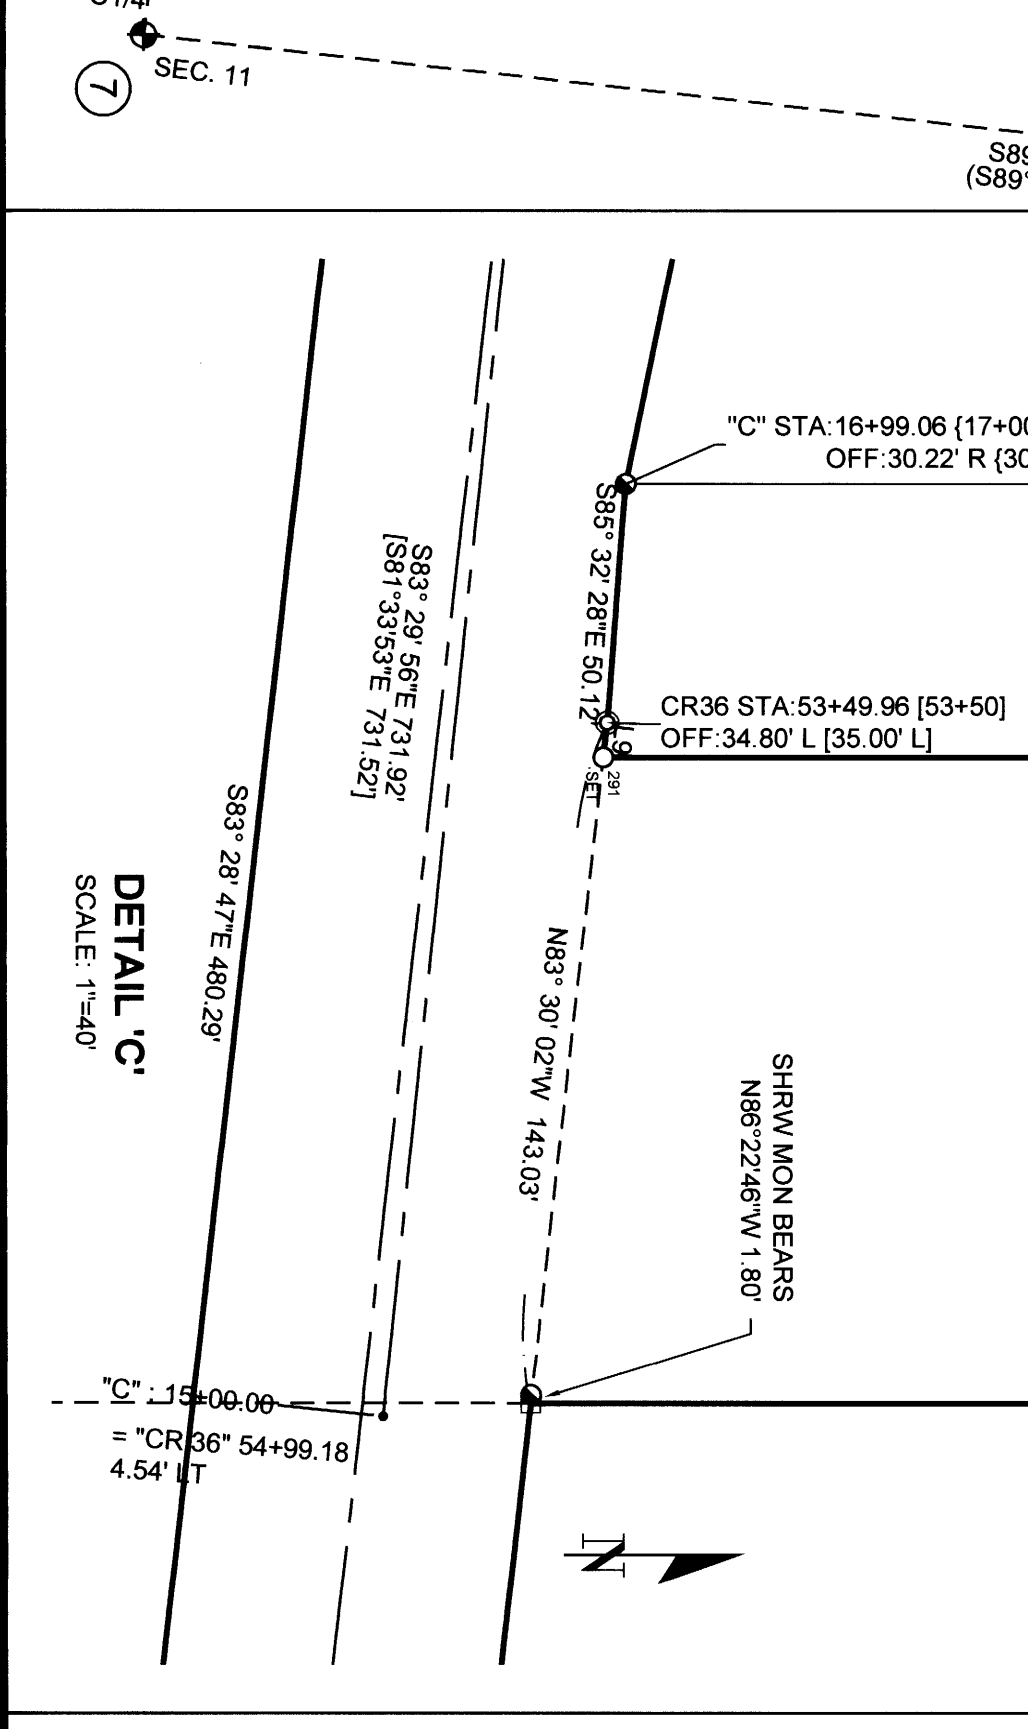 SEC. 11
7
S89
(S89°
"C" STA:16+99.06 {17+00
OFF:30.22' R {30
S85° 32' 28"E 50.12'
S83° 29' 56"E 731.92'
[S81°33'53"E 731.52']
CR36 STA:53+49.96 [53+50]
OFF:34.80' L [35.00' L]
291
SET
S83° 28' 47"E 480.29'
DETAIL 'C'
SCALE: 1"=40'
N83° 30' 02"W 143.03'
SHRW MON BEARS
N86°22'46"W 1.80'
"C" : 15+00.00
= "CR 36" 54+99.18
4.54' LT
N